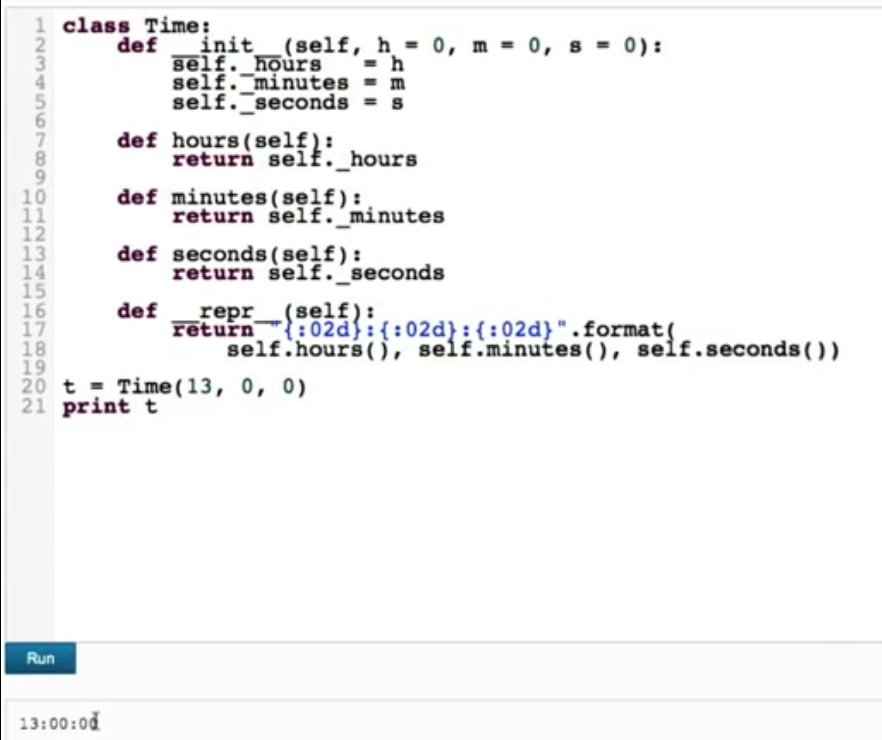 1 class Time:
2     def __init__(self, h = 0, m = 0, s = 0):
3         self._hours   = h
4         self._minutes = m
5         self._seconds = s
6
7     def hours(self):
8         return self._hours
9
10     def minutes(self):
11         return self._minutes
12
13     def seconds(self):
14         return self._seconds
15
16     def __repr__(self):
17         return "{:02d}:{:02d}:{:02d}".format(
18             self.hours(), self.minutes(), self.seconds())
19
20 t = Time(13, 0, 0)
21 print t
Run
13:00:00